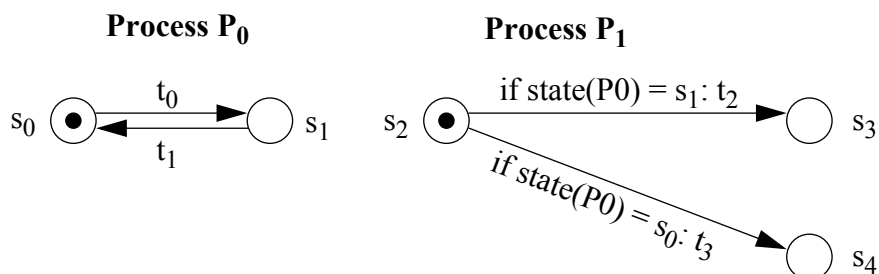 Process P0
Process P1
s0
t0
t1
s1
s2
if state(P0) = s1: t2
s3
if state(P0) = s0: t3
s4